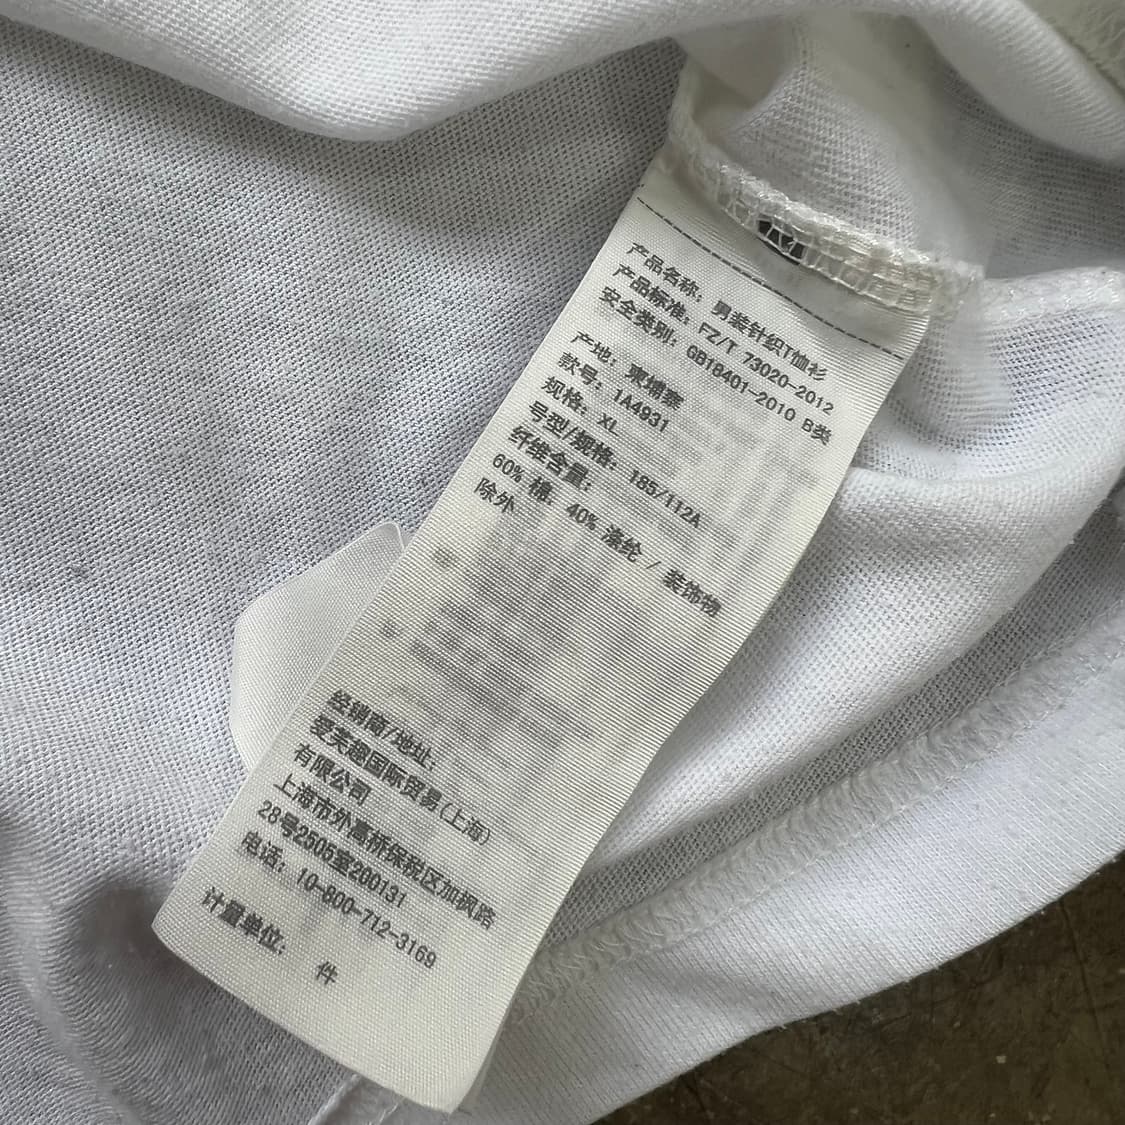 产品名称: 男装针织T恤衫
产品标准: FZ/T 73020-2012
安全类别: GB18401-2010 B类
产地: 柬埔寨
款号: 1A4931
规格: XL
号型/规格: 185/112A
纤维含量:
60% 棉, 40% 涤纶 / 装饰物
除外
经销商/地址:
爱芙趣国际贸易(上海)
有限公司
上海市外高桥保税区加枫路
28号2505室200131
电话: 10-800-712-3169
计量单位: 件